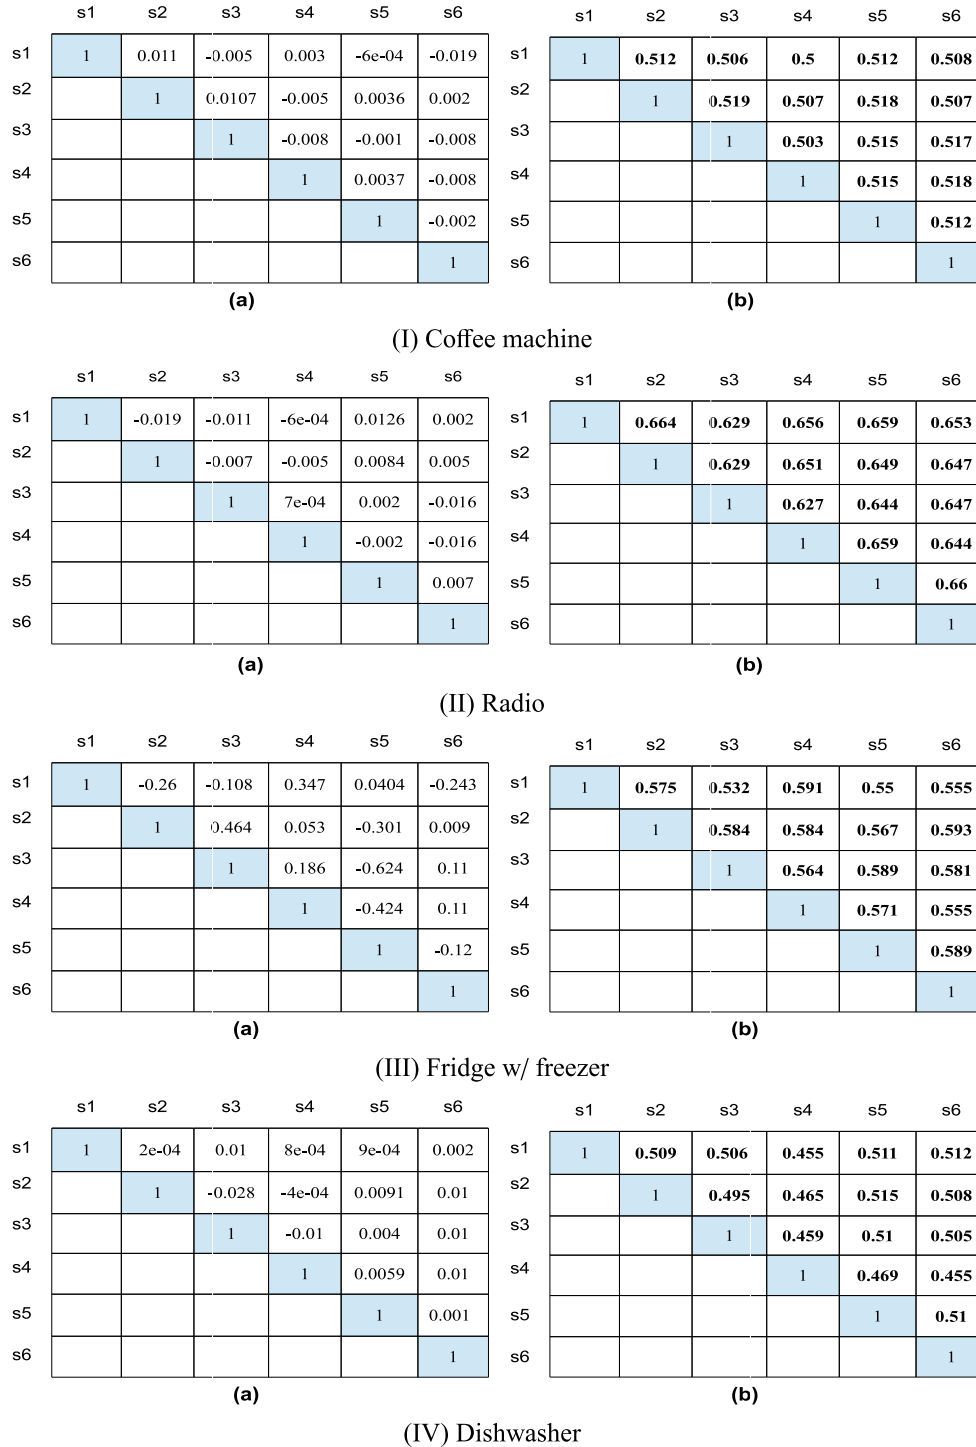 s1 s2 s3 s4 s5 s6 s1 s2 s3 s4 s5 s6
s1 1 0.011 -0.005 0.003 -6e-04 -0.019 s1 1 0.512 0.506 0.5 0.512 0.508
s2 1 0.0107 -0.005 0.0036 0.002 s2 1 0.519 0.507 0.518 0.507
s3 1 -0.008 -0.001 -0.008 s3 1 0.503 0.515 0.517
s4 1 0.0037 -0.008 s4 1 0.515 0.518
s5 1 -0.002 s5 1 0.512
s6 1 s6 1
(a) (b)
(I) Coffee machine
s1 s2 s3 s4 s5 s6 s1 s2 s3 s4 s5 s6
s1 1 -0.019 -0.011 -6e-04 0.0126 0.002 s1 1 0.664 0.629 0.656 0.659 0.653
s2 1 -0.007 -0.005 0.0084 0.005 s2 1 0.629 0.651 0.649 0.647
s3 1 7e-04 0.002 -0.016 s3 1 0.627 0.644 0.647
s4 1 -0.002 -0.016 s4 1 0.659 0.644
s5 1 0.007 s5 1 0.66
s6 1 s6 1
(a) (b)
(II) Radio
s1 s2 s3 s4 s5 s6 s1 s2 s3 s4 s5 s6
s1 1 -0.26 -0.108 0.347 0.0404 -0.243 s1 1 0.575 0.532 0.591 0.55 0.555
s2 1 0.464 0.053 -0.301 0.009 s2 1 0.584 0.584 0.567 0.593
s3 1 0.186 -0.624 0.11 s3 1 0.564 0.589 0.581
s4 1 -0.424 0.11 s4 1 0.571 0.555
s5 1 -0.12 s5 1 0.589
s6 1 s6 1
(a) (b)
(III) Fridge w/ freezer
s1 s2 s3 s4 s5 s6 s1 s2 s3 s4 s5 s6
s1 1 2e-04 0.01 8e-04 9e-04 0.002 s1 1 0.509 0.506 0.455 0.511 0.512
s2 1 -0.028 -4e-04 0.0091 0.01 s2 1 0.495 0.465 0.515 0.508
s3 1 -0.01 0.004 0.01 s3 1 0.459 0.51 0.505
s4 1 0.0059 0.01 s4 1 0.469 0.455
s5 1 0.001 s5 1 0.51
s6 1 s6 1
(a) (b)
(IV) Dishwasher